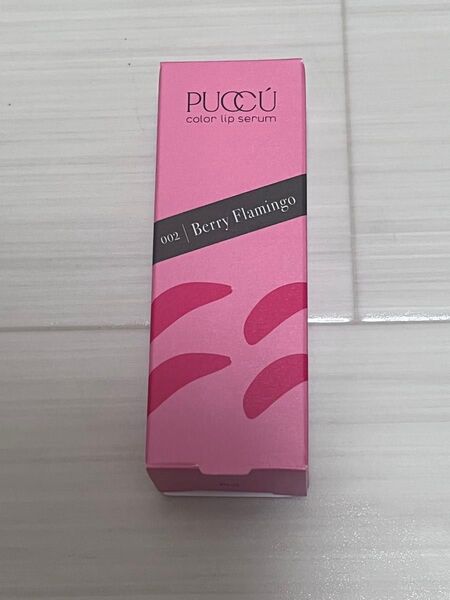 PUCCÚ
color lip serum
002 | Berry Flamingo